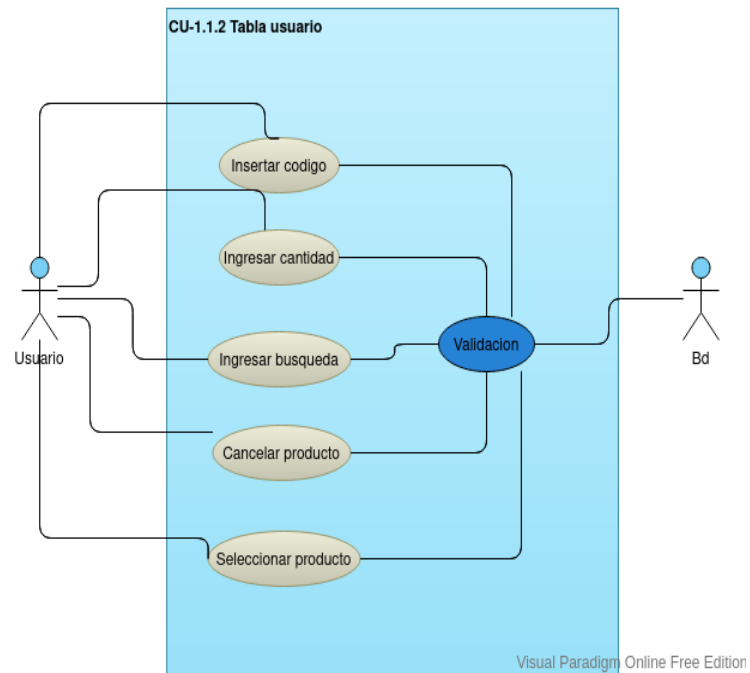 CU-1.1.2 Tabla usuario
Insertar codigo
Ingresar cantidad
Ingresar busqueda
Validacion
Usuario
Bd
Cancelar producto
Seleccionar producto
Visual Paradigm Online Free Edition